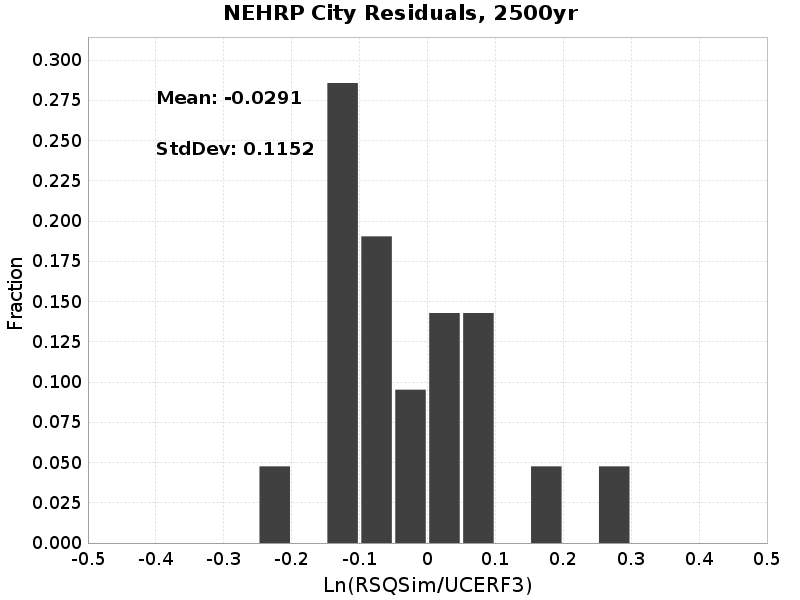 NEHRP City Residuals, 2500yr
0.300
0.275
0.250
0.225
0.200
0.175
0.150
0.125
0.100
0.075
0.050
0.025
0.000
Fraction
Mean: -0.0291
StdDev: 0.1152
-0.5 -0.4 -0.3 -0.2 -0.1 0 0.1 0.2 0.3 0.4 0.5
Ln(RSQSim/UCERF3)